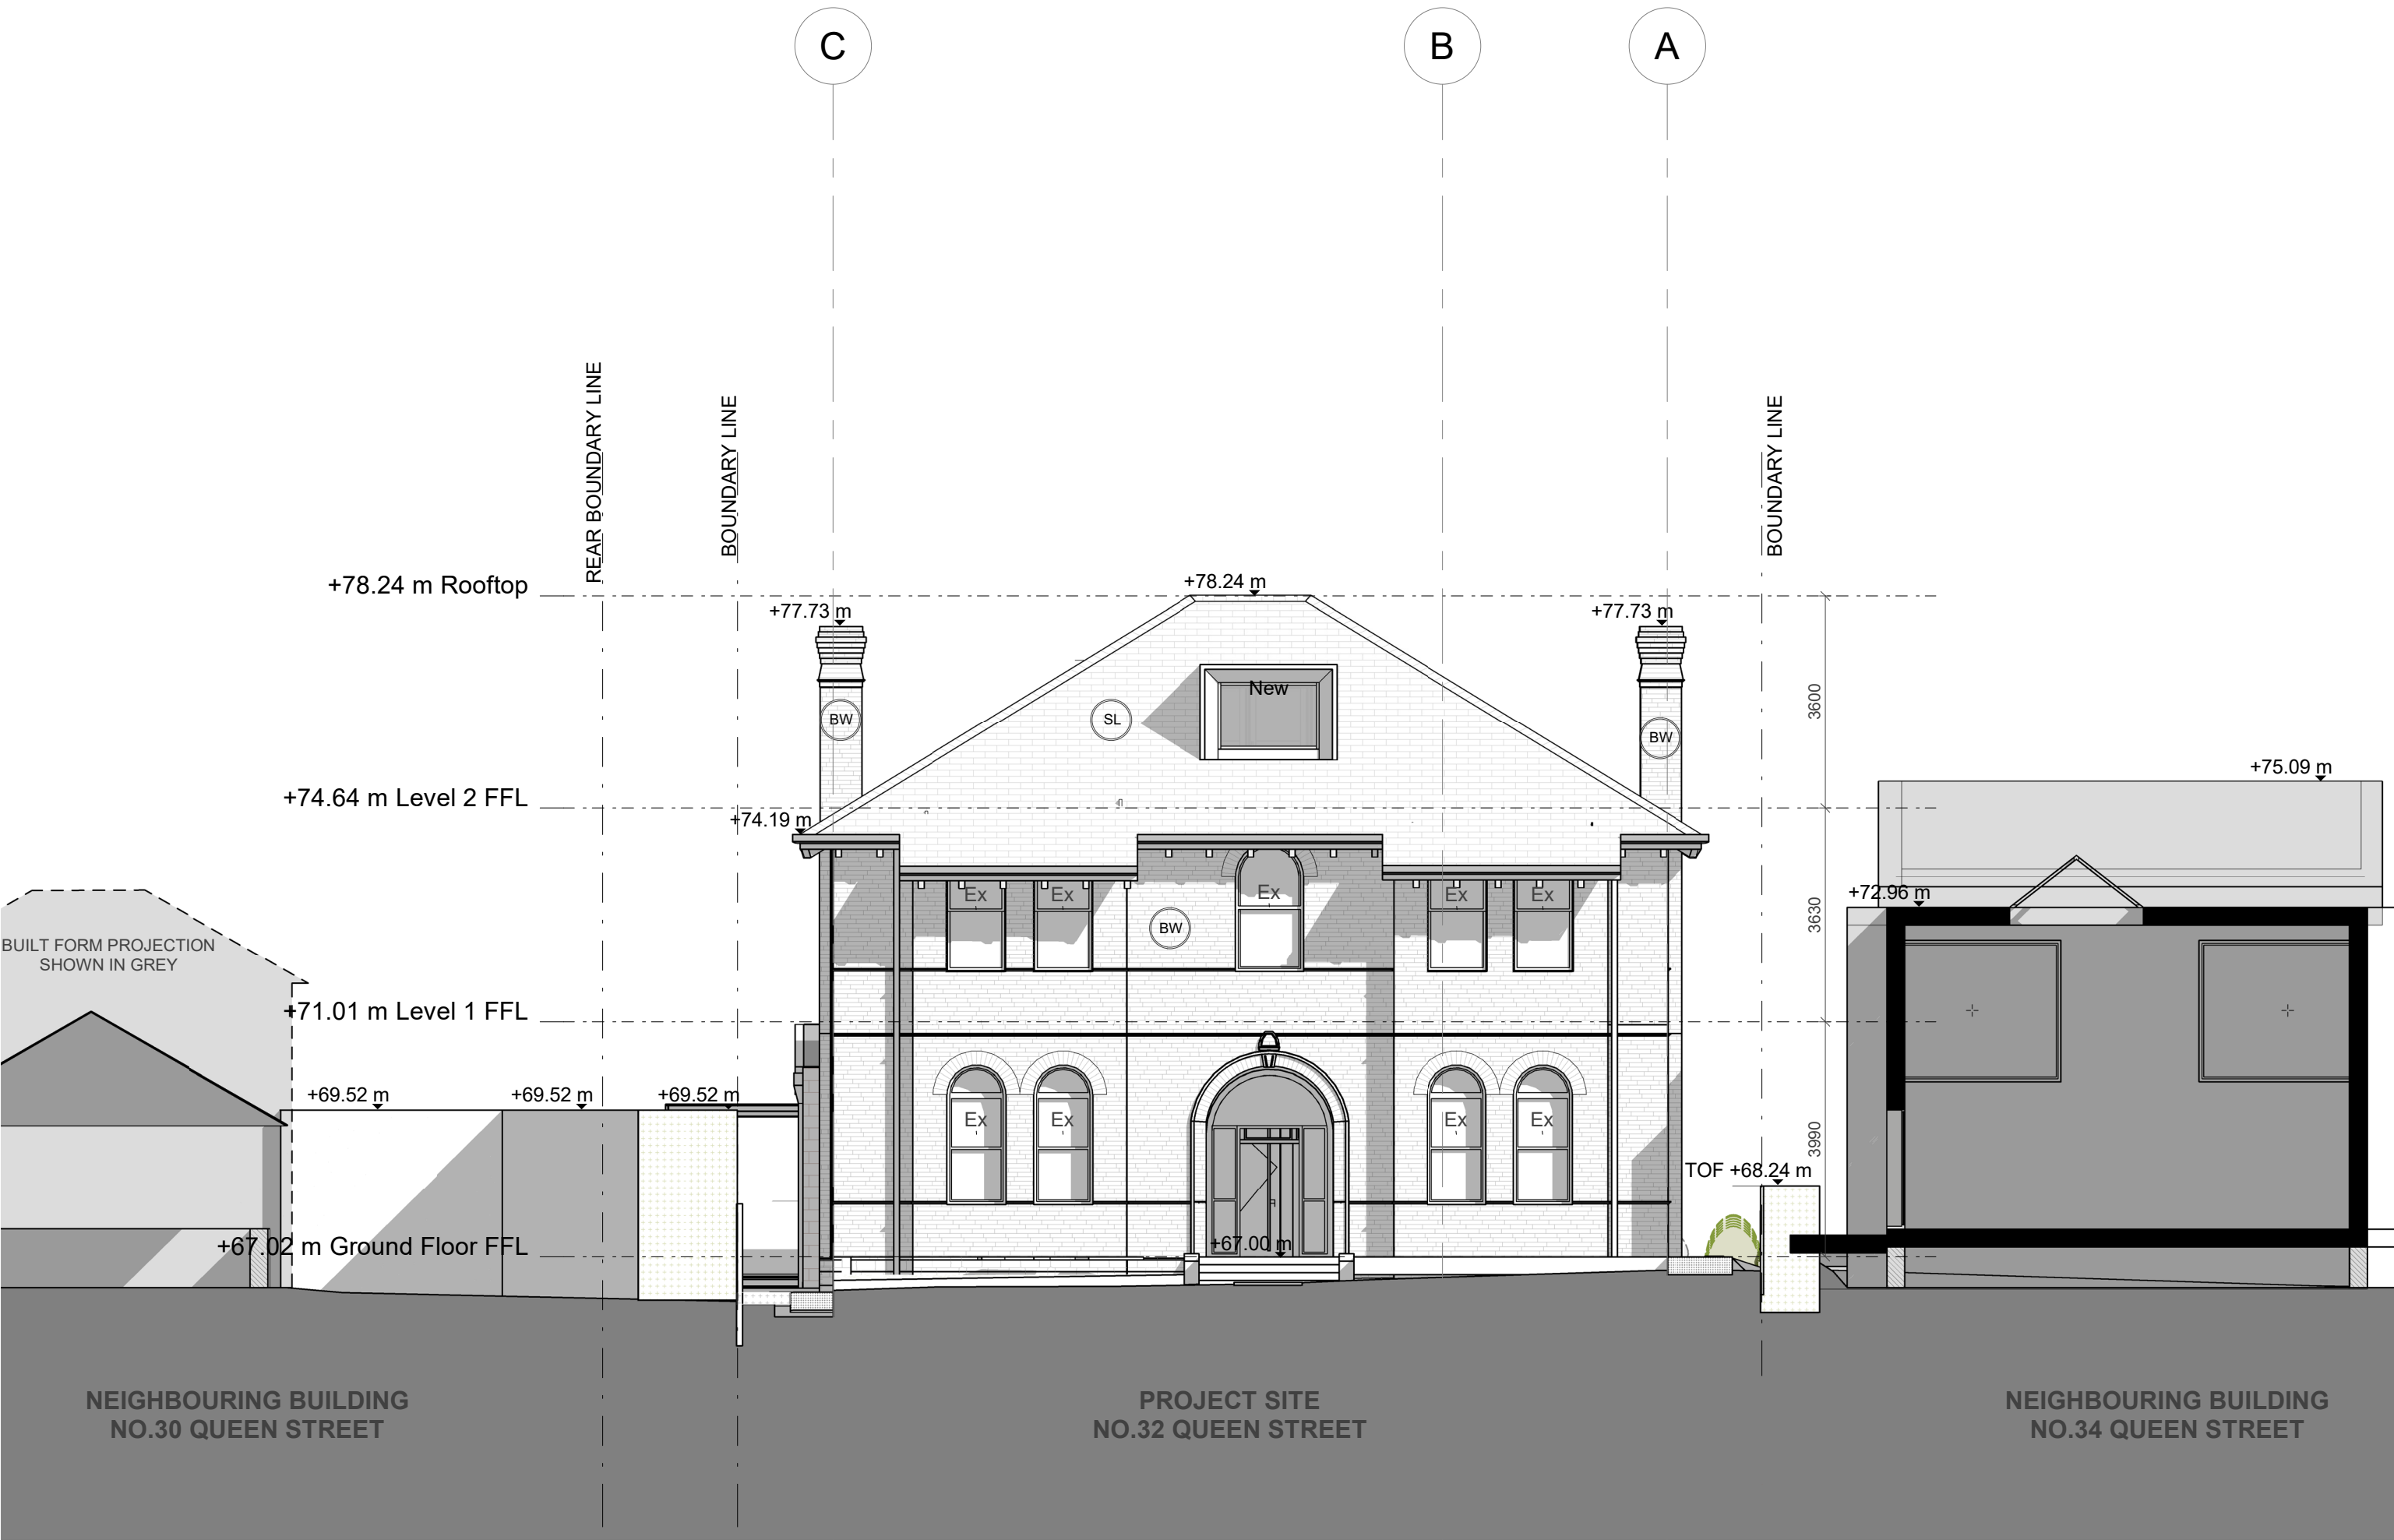 C
B
A
REAR BOUNDARY LINE
BOUNDARY LINE
BOUNDARY LINE
+78.24 m Rooftop
+78.24 m
+77.73 m
+77.73 m
New
BW
SL
BW
3600
+75.09 m
+74.64 m Level 2 FFL
+74.19 m
+72.96 m
Ex
Ex
Ex
Ex
Ex
BW
3630
BUILT FORM PROJECTION
SHOWN IN GREY
+71.01 m Level 1 FFL
+69.52 m
+69.52 m
+69.52 m
Ex
Ex
Ex
Ex
3990
TOF +68.24 m
+67.02 m Ground Floor FFL
+67.00 m
NEIGHBOURING BUILDING
NO.30 QUEEN STREET
PROJECT SITE
NO.32 QUEEN STREET
NEIGHBOURING BUILDING
NO.34 QUEEN STREET